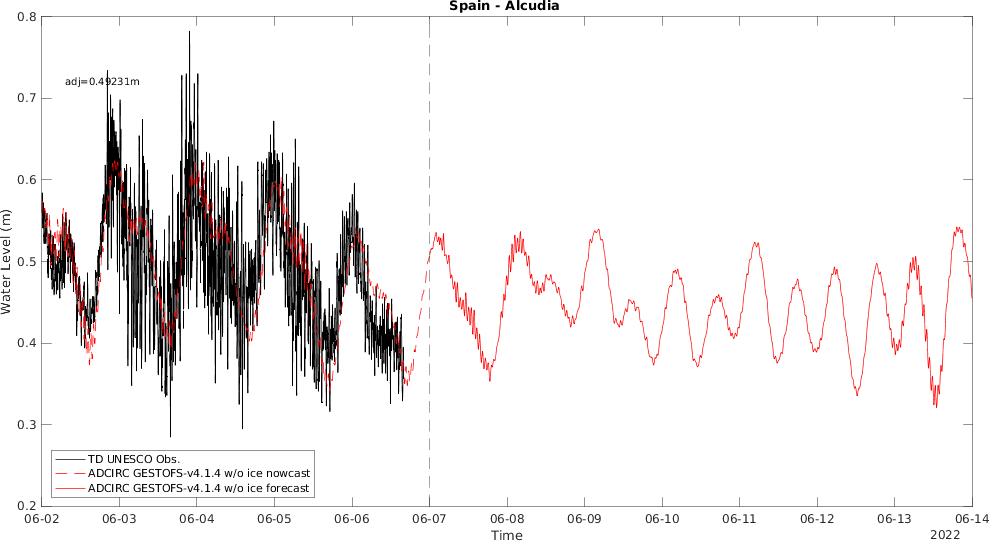 Spain - Alcudia
0.8
0.7
0.6
0.5
0.4
0.3
0.2
Water Level (m)
adj=0.49231m
TD UNESCO Obs.
ADCIRC GESTOFS-v4.1.4 w/o ice nowcast
ADCIRC GESTOFS-v4.1.4 w/o ice forecast
06-02 06-03 06-04 06-05 06-06 06-07 06-08 06-09 06-10 06-11 06-12 06-13 06-14
Time
2022